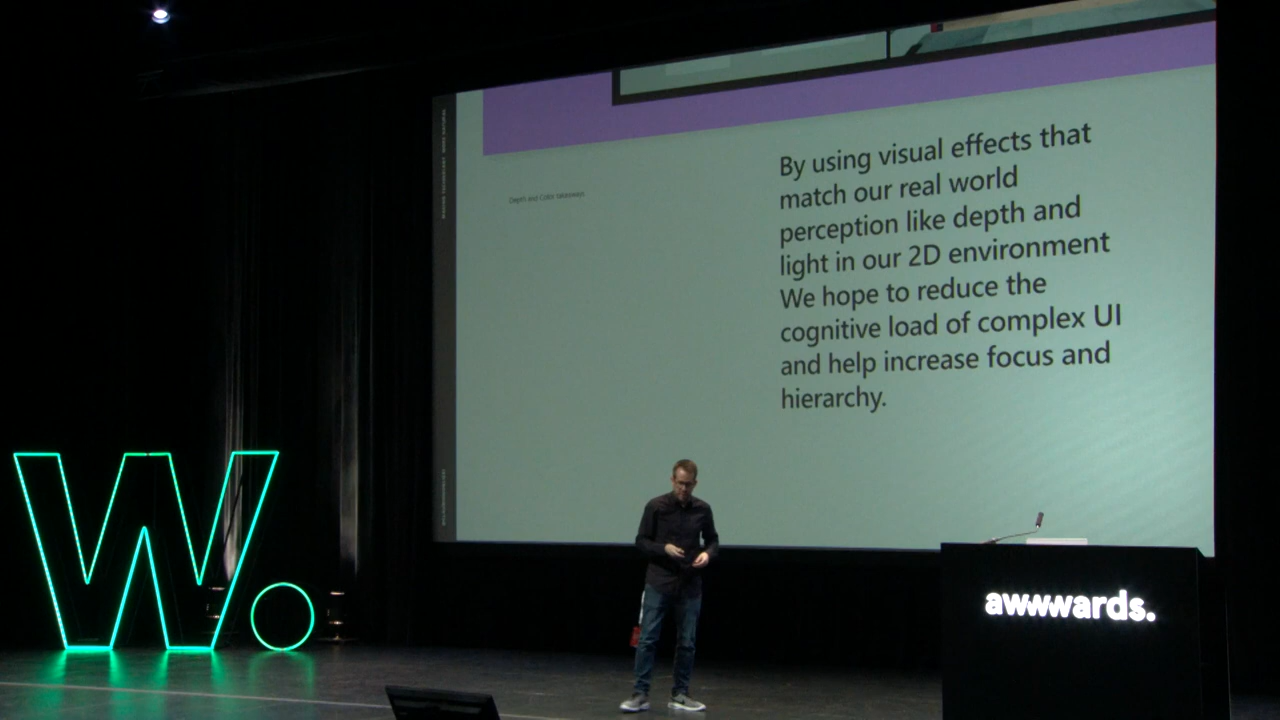 Depth and Color takeaways
By using visual effects that
match our real world
perception like depth and
light in our 2D environment
We hope to reduce the
cognitive load of complex UI
and help increase focus and
hierarchy.
W.
awwwards.